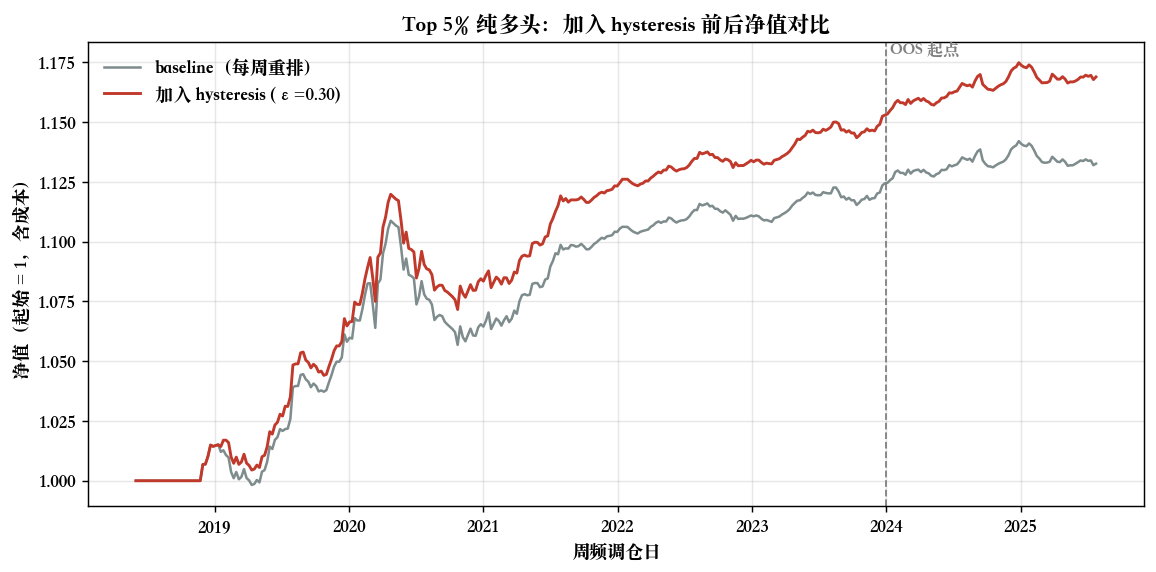 Top 5% 纯多头：加入 hysteresis 前后净值对比
OOS 起点
baseline（每周重排）
加入 hysteresis ( ε =0.30)
净值（起始 = 1，含成本）
1.175
1.150
1.125
1.100
1.075
1.050
1.025
1.000
2019 2020 2021 2022 2023 2024 2025
周频调仓日